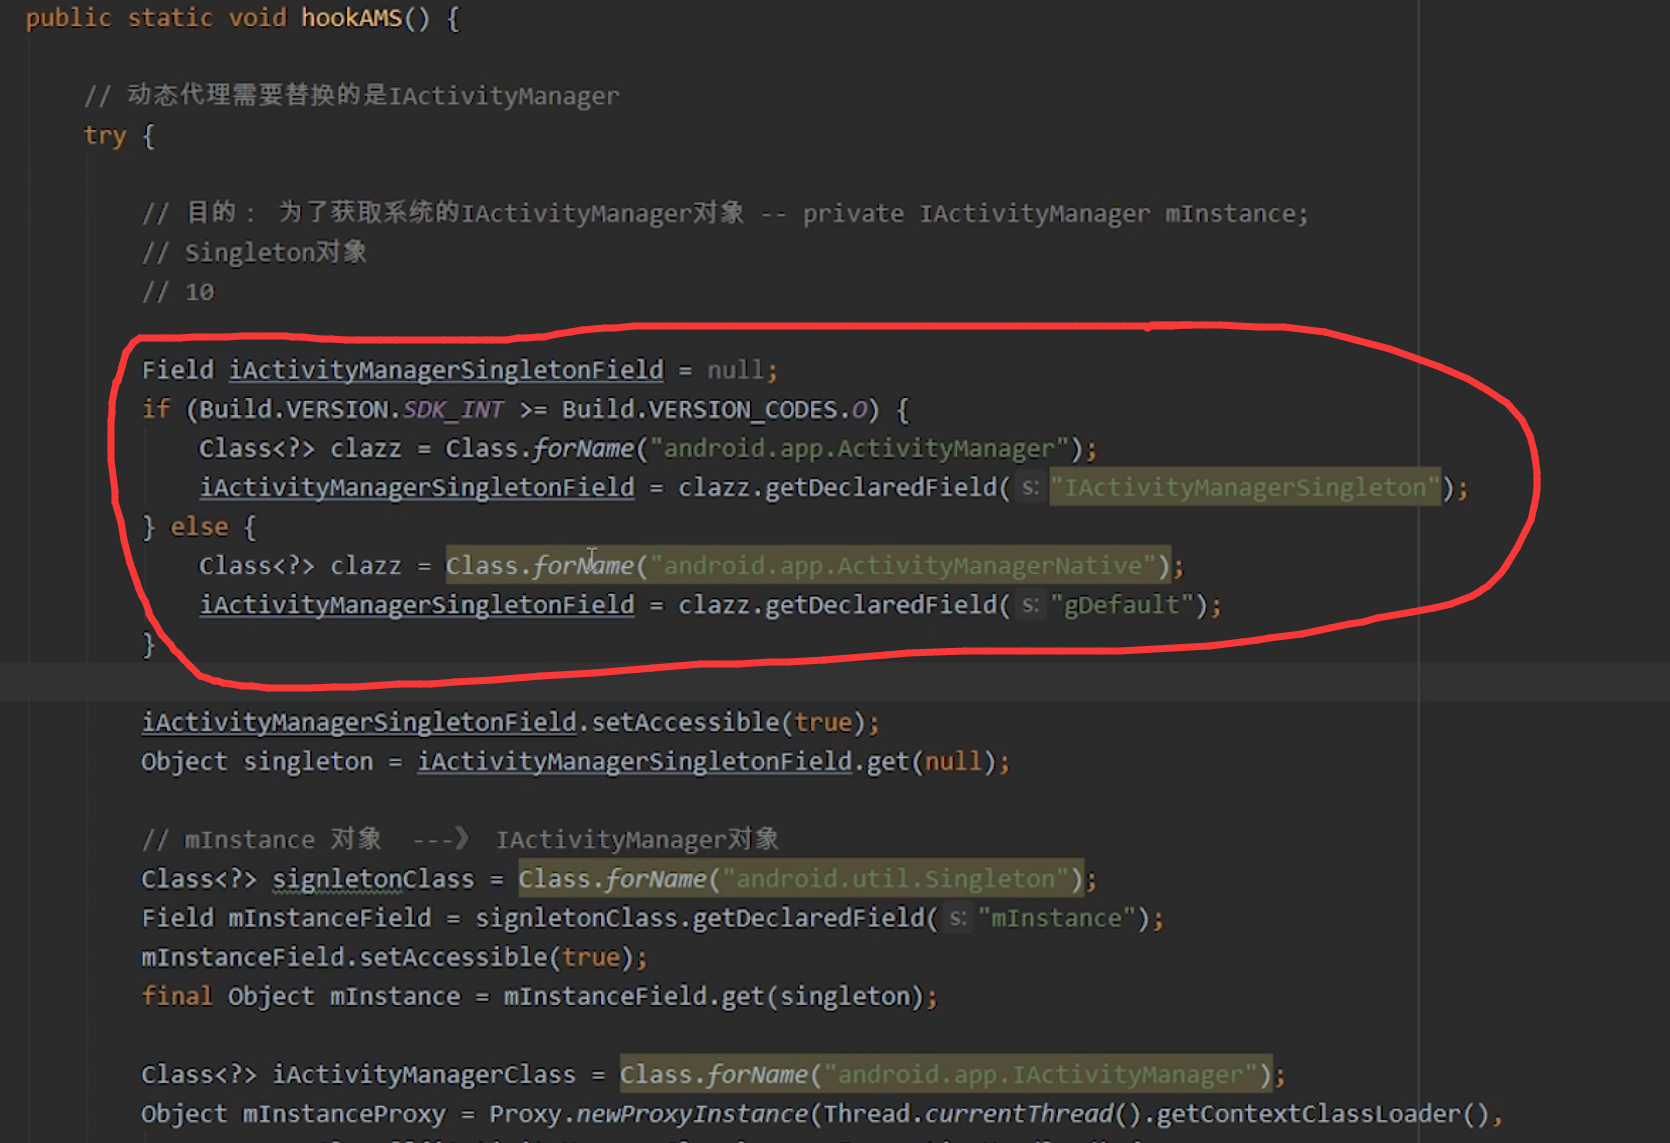 public static void hookAMS() {
// 动态代理需要替换的是IActivityManager
try {
// 目的： 为了获取系统的IActivityManager对象 -- private IActivityManager mInstance;
// Singleton对象
// 10
Field iActivityManagerSingletonField = null;
if (Build.VERSION.SDK_INT >= Build.VERSION_CODES.O) {
Class<?> clazz = Class.forName("android.app.ActivityManager");
iActivityManagerSingletonField = clazz.getDeclaredField( s: "IActivityManagerSingleton");
} else {
Class<?> clazz = Class.forName("android.app.ActivityManagerNative");
iActivityManagerSingletonField = clazz.getDeclaredField( s: "gDefault");
}
iActivityManagerSingletonField.setAccessible(true);
Object singleton = iActivityManagerSingletonField.get(null);
// mInstance 对象 ---》 IActivityManager对象
Class<?> signletonClass = Class.forName("android.util.Singleton");
Field mInstanceField = signletonClass.getDeclaredField( s: "mInstance");
mInstanceField.setAccessible(true);
final Object mInstance = mInstanceField.get(singleton);
Class<?> iActivityManagerClass = Class.forName("android.app.IActivityManager");
Object mInstanceProxy = Proxy.newProxyInstance(Thread.currentThread().getContextClassLoader(),